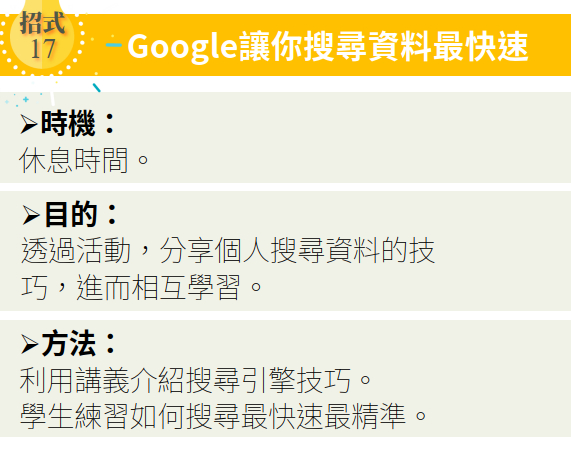 招式
17
Google讓你搜尋資料最快速
➢時機：
休息時間。
➢目的：
透過活動，分享個人搜尋資料的技
巧，進而相互學習。
➢方法：
利用講義介紹搜尋引擎技巧。
學生練習如何搜尋最快速最精準。